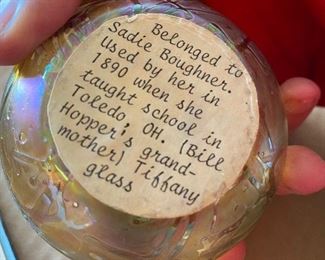 Belonged to
Sadie Boughner.
Used by her in
1890 when she
taught school in
Toledo, OH. (Bill
Hopper's grand-
mother) Tiffany
glass